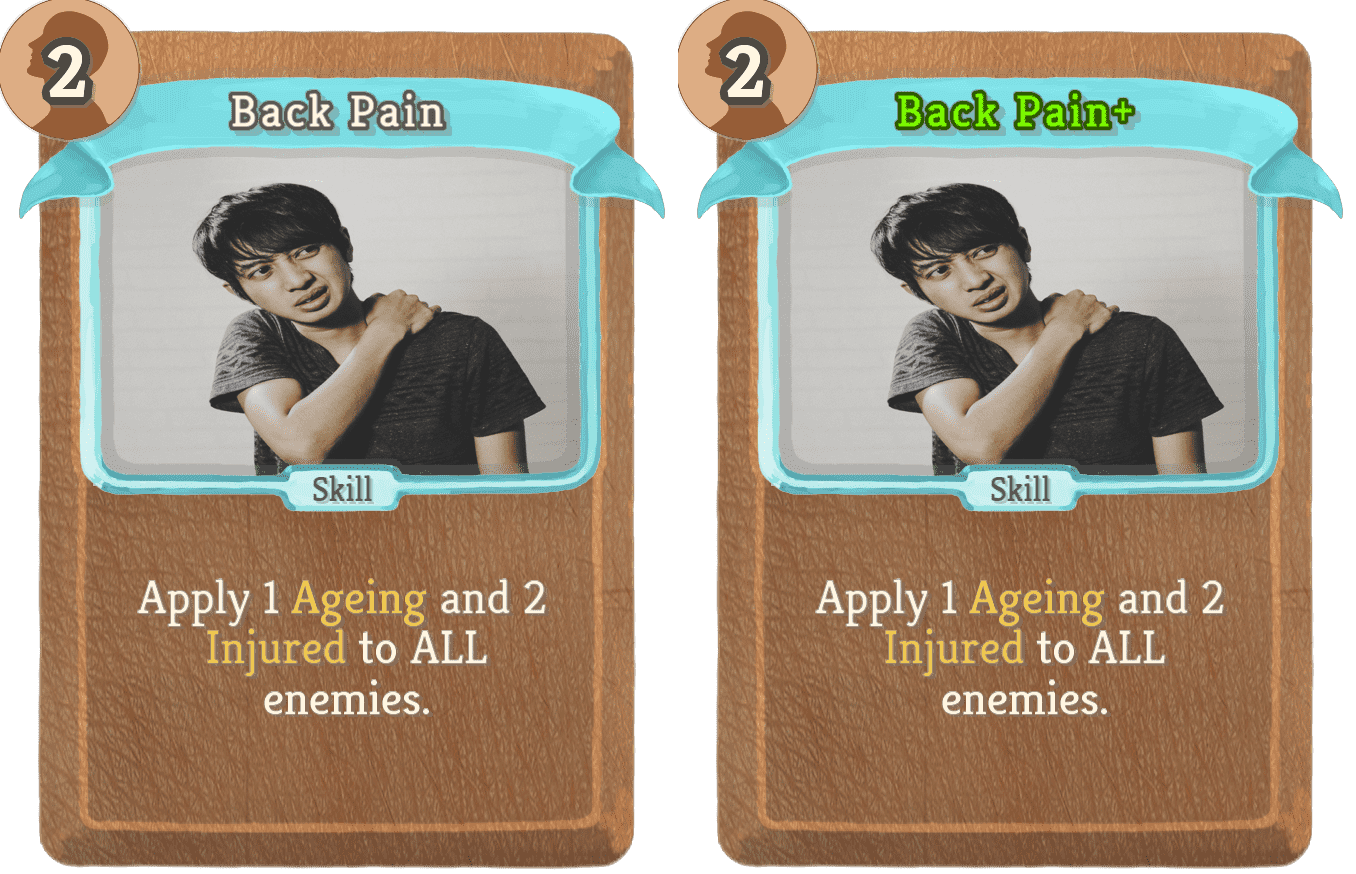 2
Back Pain
Skill
Apply 1 Ageing and 2
Injured to ALL
enemies.
2
Back Pain+
Skill
Apply 1 Ageing and 2
Injured to ALL
enemies.